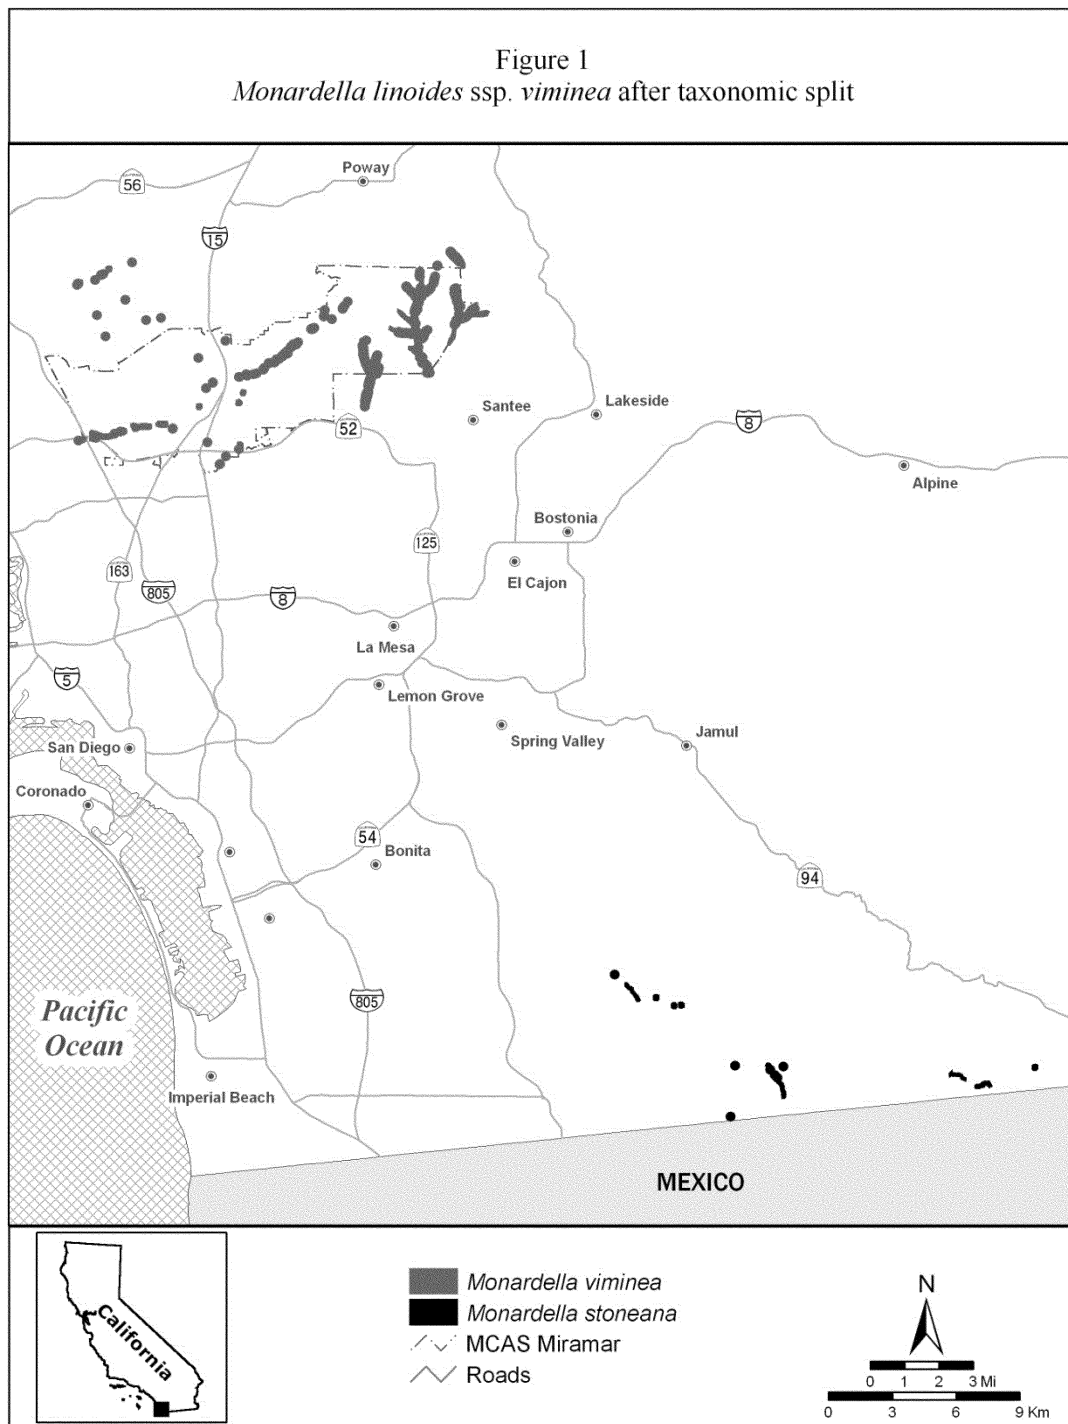 Figure 1
Monardella linoides ssp. viminea after taxonomic split
Poway
56
15
Santee
Lakeside
52
8
Alpine
Bostonia
125
163
805
El Cajon
8
La Mesa
5
Lemon Grove
San Diego
Spring Valley
Jamul
Coronado
54
Bonita
94
805
Pacific
Ocean
Imperial Beach
MEXICO
California
Monardella viminea
Monardella stoneana
MCAS Miramar
Roads
N
0 1 2 3 Mi
0 3 6 9 Km